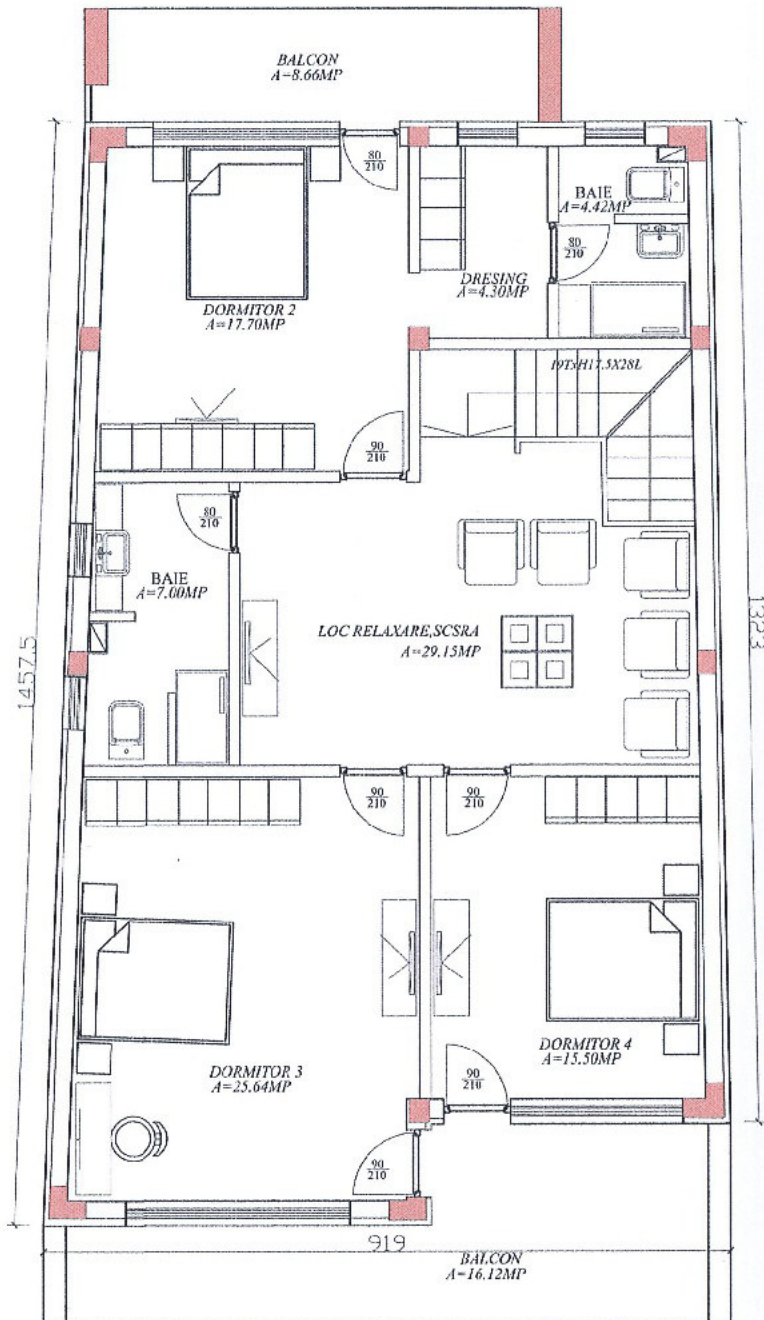 BALCON
A=8.66MP
80
210
BAIE
A=4.42MP
80
210
DRESING
A=4.30MP
DORMITOR 2
A=17.70MP
19TxH17.5X28L
90
210
80
210
BAIE
A=7.00MP
LOC RELAXARE,SCSRA
A=29.15MP
1457.5
1323
90
210
90
210
DORMITOR 4
A=15.50MP
DORMITOR 3
A=25.64MP
90
210
90
210
919
BALCON
A=16.12MP